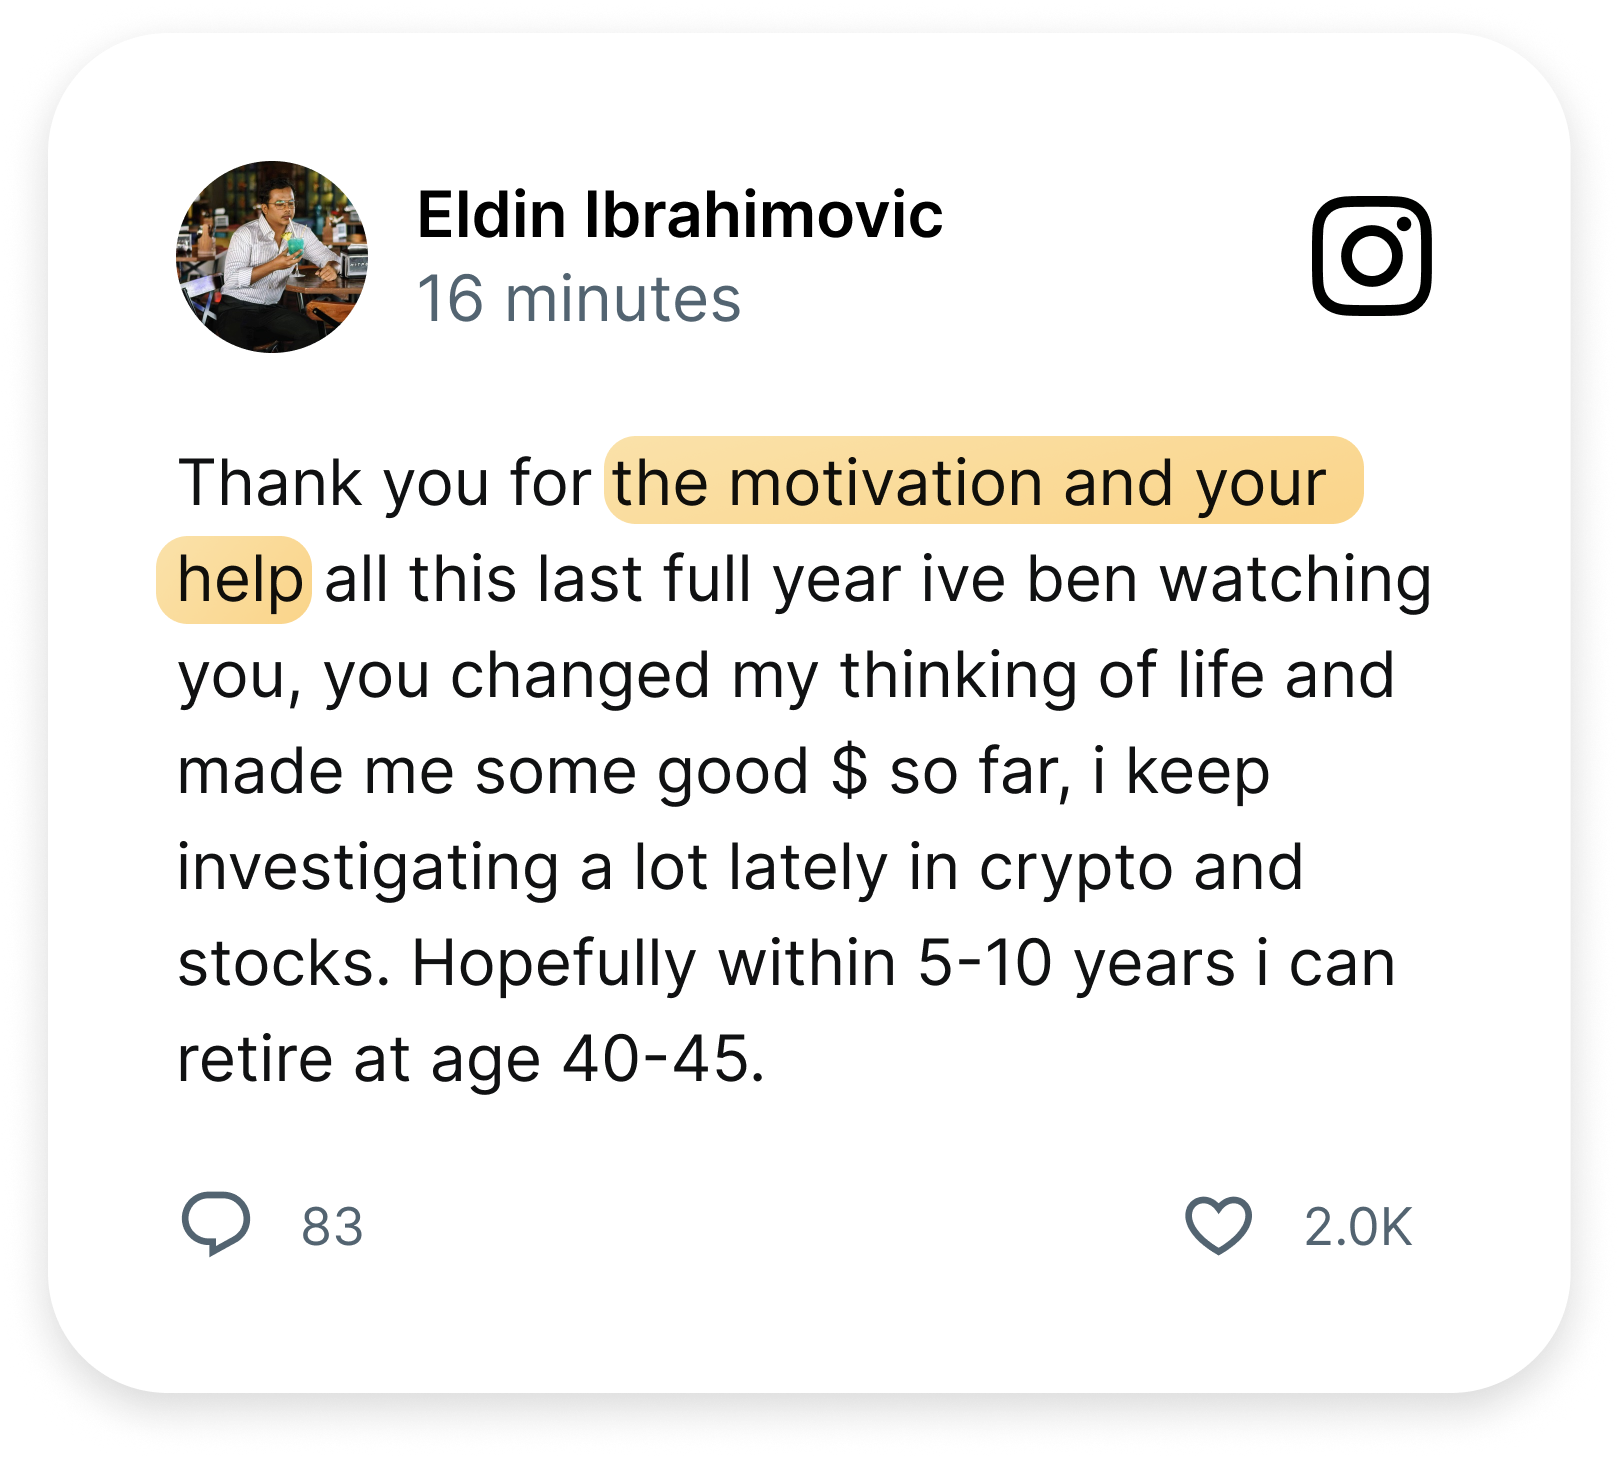 Eldin Ibrahimovic
16 minutes
Thank you for the motivation and your
help all this last full year ive ben watching
you, you changed my thinking of life and
made me some good $ so far, i keep
investigating a lot lately in crypto and
stocks. Hopefully within 5-10 years i can
retire at age 40-45.
83
2.0K